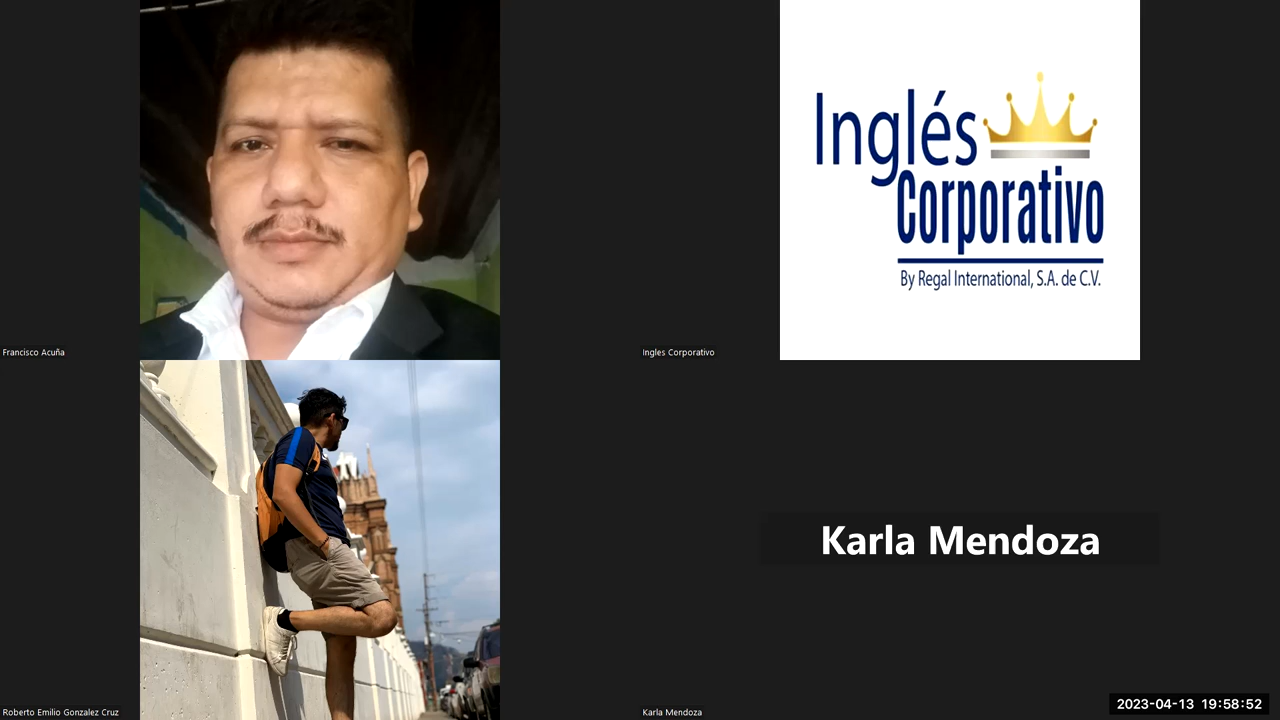 Inglés
Corporativo
By Regal International, S.A. de C.V.
Francisco Acuña
Ingles Corporativo
Karla Mendoza
Roberto Emilio Gonzalez Cruz
Karla Mendoza
2023-04-13 19:58:52